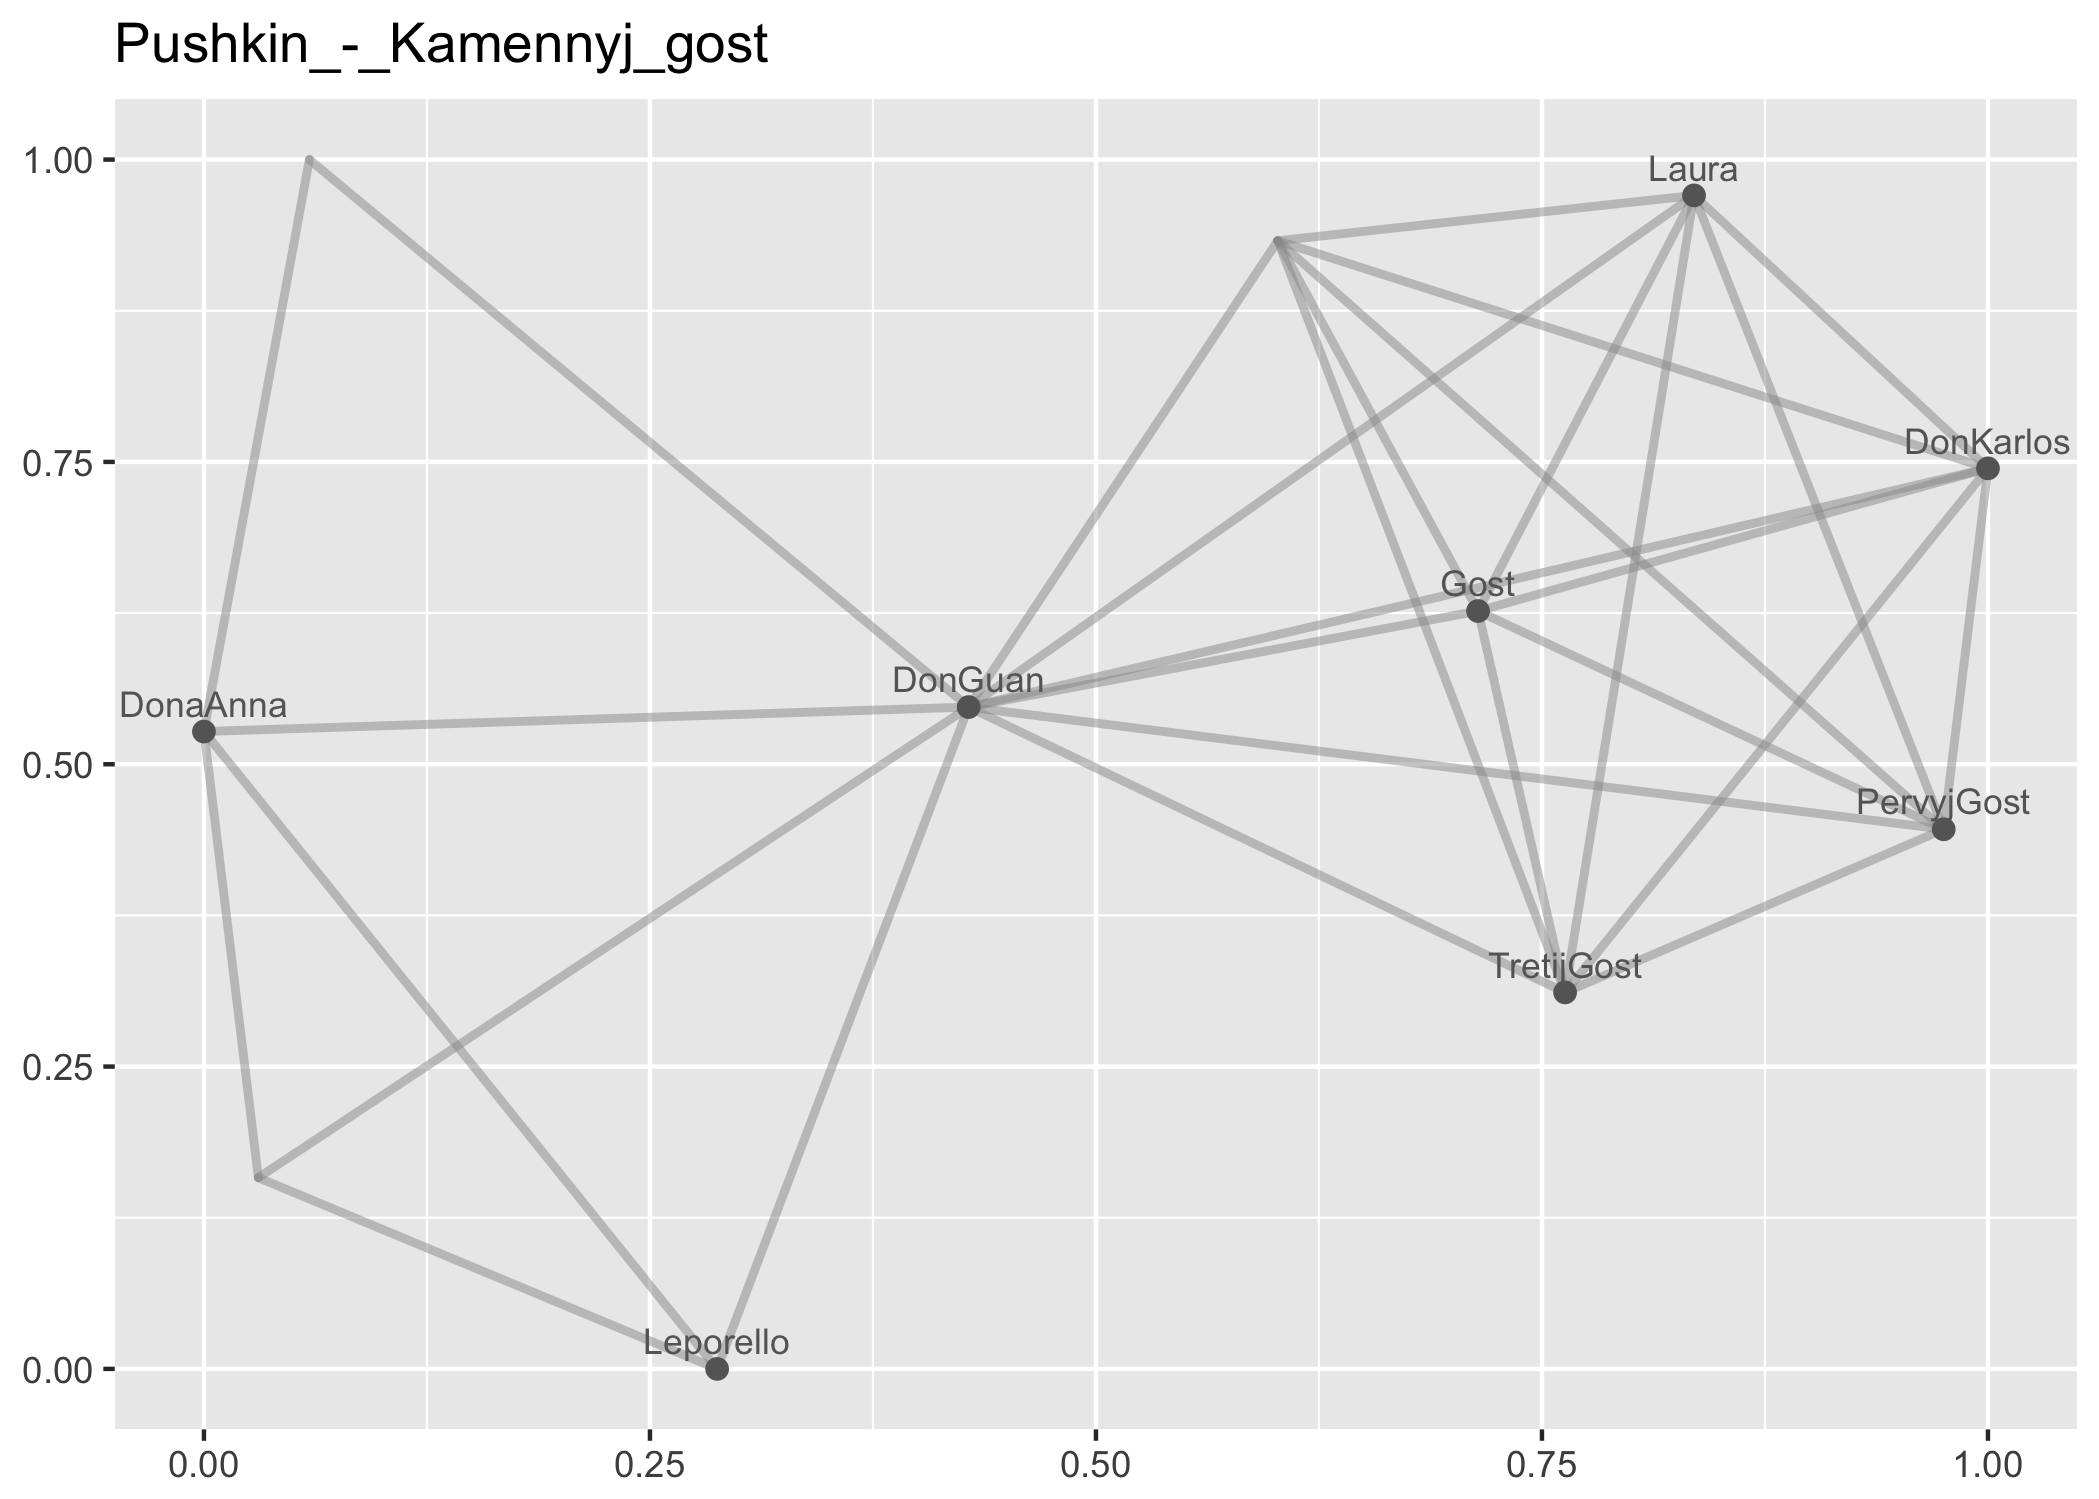 Pushkin_-_Kamennyj_gost
1.00
Laura
DonKarlos
0.75
Gost
DonGuan
DonaAnna
0.50
PervyjGost
TretijGost
0.25
Leporello
0.00
0.00 0.25 0.50 0.75 1.00